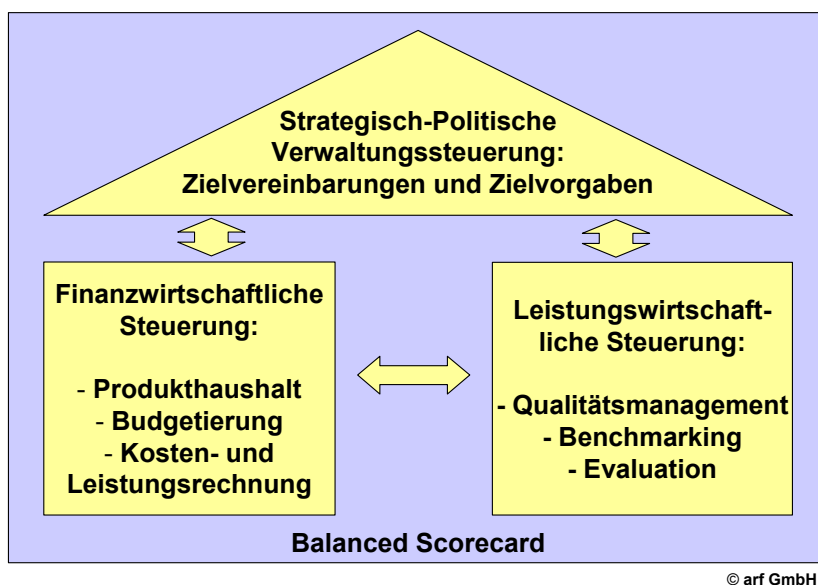 Strategisch-Politische
Verwaltungssteuerung:
Zielvereinbarungen und Zielvorgaben
Finanzwirtschaftliche
Steuerung:
- Produkthaushalt
- Budgetierung
- Kosten- und
Leistungsrechnung
Leistungswirtschaft-
liche Steuerung:
- Qualitätsmanagement
- Benchmarking
- Evaluation
Balanced Scorecard
© arf GmbH